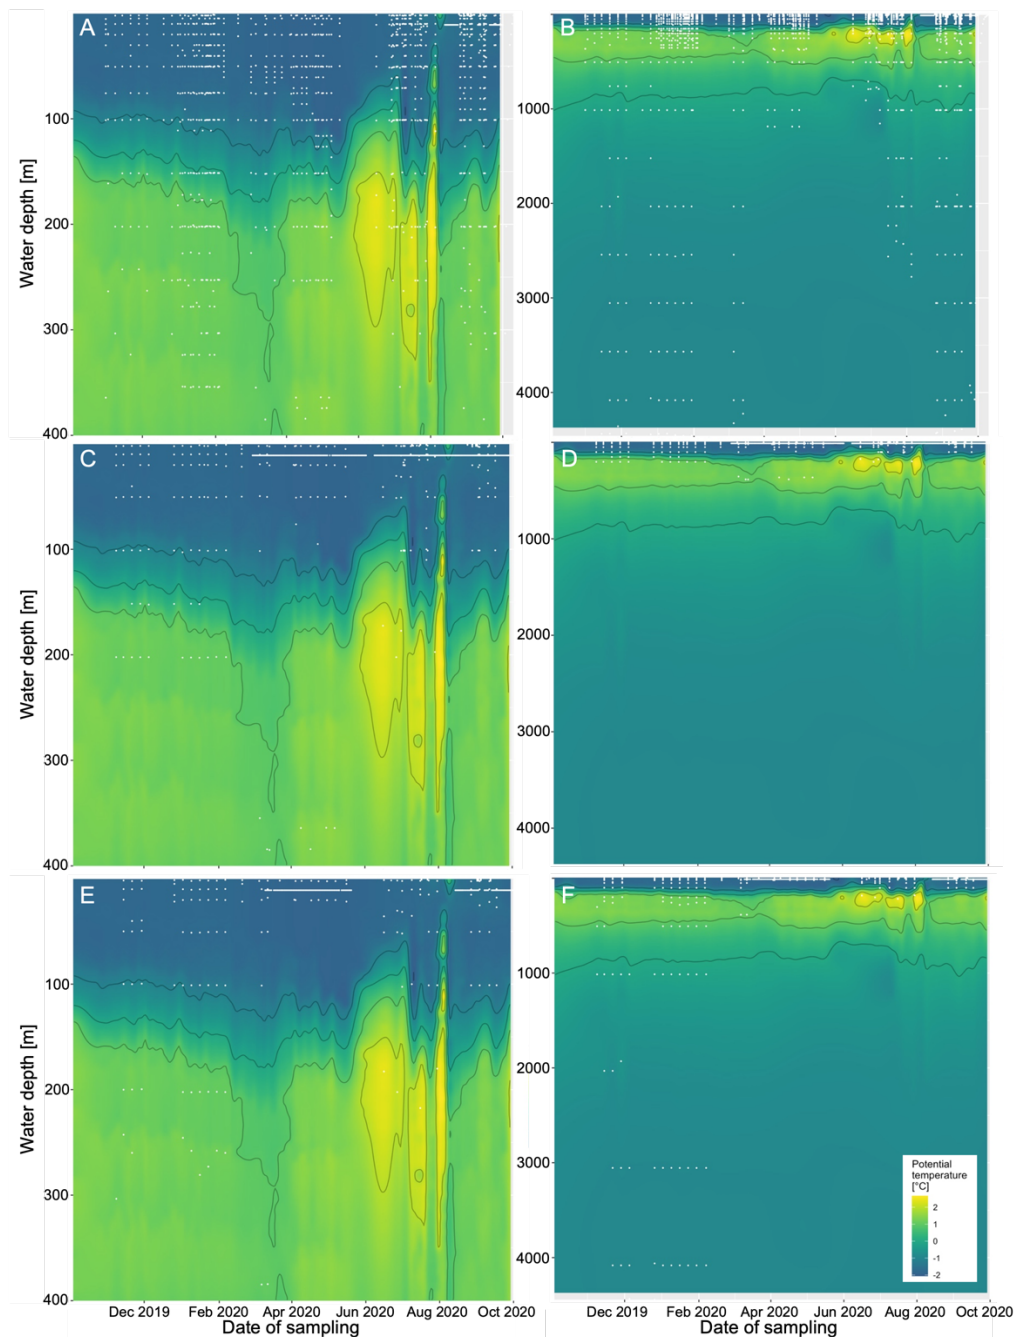 A
B
Water depth [m]
100
200
300
400
1000
2000
3000
4000
C
D
Water depth [m]
100
200
300
400
1000
2000
3000
4000
E
F
Water depth [m]
100
200
300
400
1000
2000
3000
4000
Potential
temperature
[°C]
2
1
0
-1
-2
Dec 2019 Feb 2020 Apr 2020 Jun 2020 Aug 2020 Oct 2020
Date of sampling
Dec 2019 Feb 2020 Apr 2020 Jun 2020 Aug 2020 Oct 2020
Date of sampling